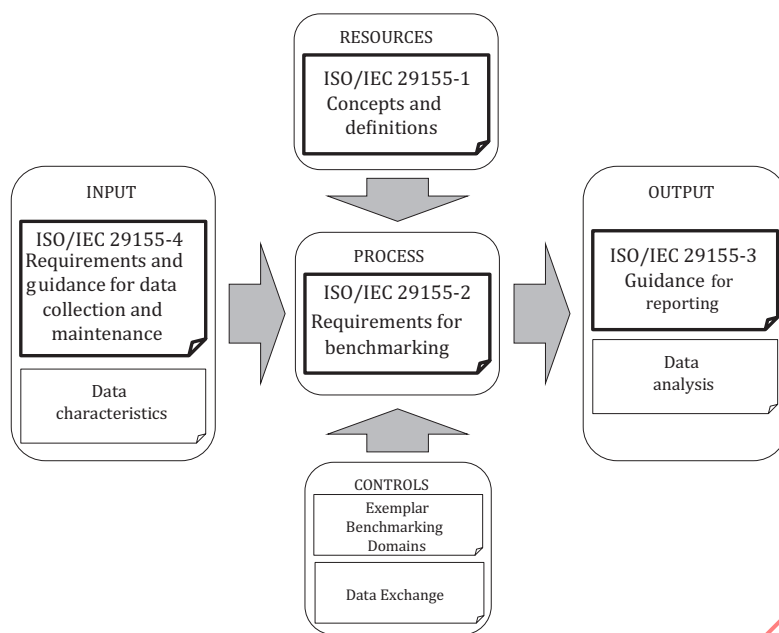 RESOURCES
ISO/IEC 29155-1
Concepts and
definitions
INPUT
ISO/IEC 29155-4
Requirements and
guidance for data
collection and
maintenance
Data
characteristics
PROCESS
ISO/IEC 29155-2
Requirements for
benchmarking
OUTPUT
ISO/IEC 29155-3
Guidance for
reporting
Data
analysis
CONTROLS
Exemplar
Benchmarking
Domains
Data Exchange